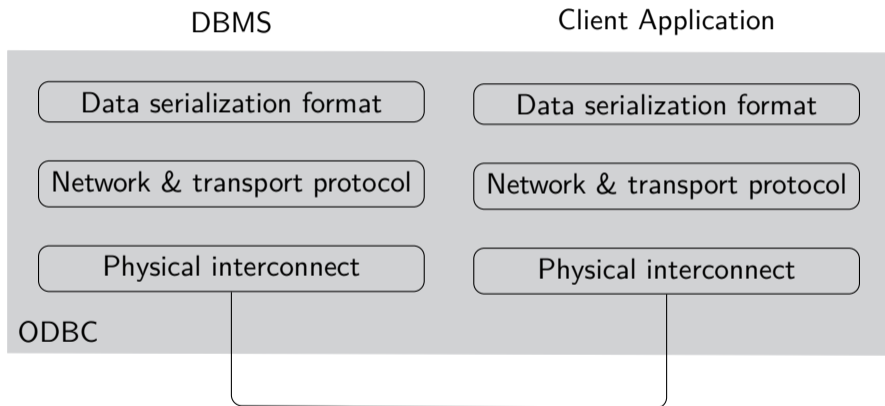 DBMS
Client Application
Data serialization format
Data serialization format
Network & transport protocol
Network & transport protocol
Physical interconnect
Physical interconnect
ODBC